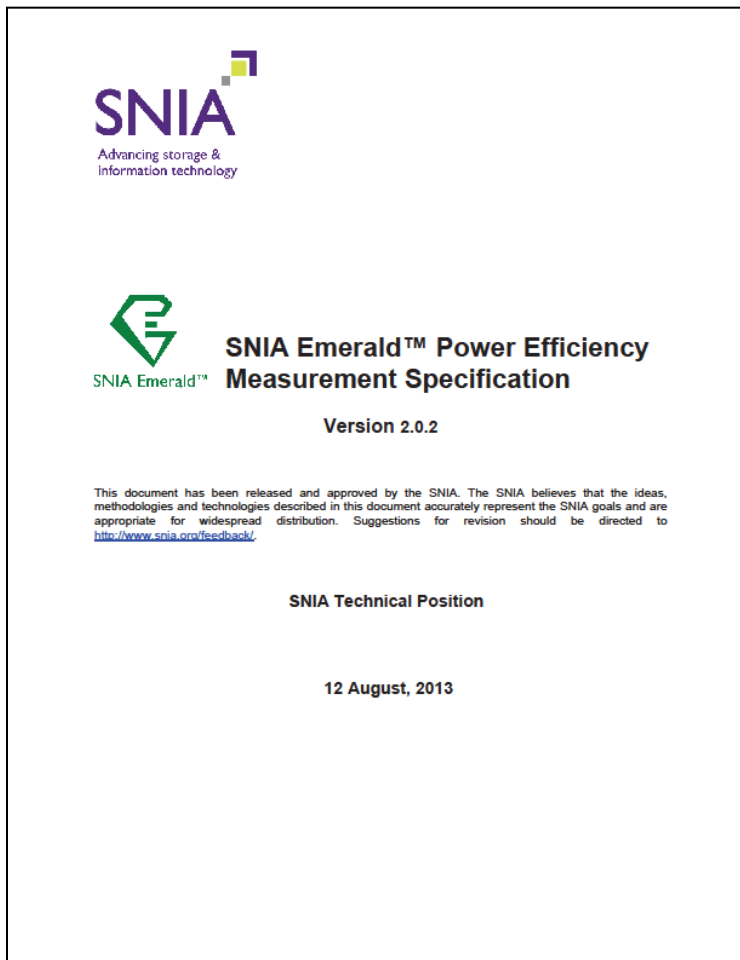 SNIA
Advancing storage &
information technology
SNIA Emerald™
SNIA Emerald™ Power Efficiency
Measurement Specification
Version 2.0.2
This document has been released and approved by the SNIA. The SNIA believes that the ideas,
methodologies and technologies described in this document accurately represent the SNIA goals and are
appropriate for widespread distribution. Suggestions for revision should be directed to
http://www.snia.org/feedback/.
SNIA Technical Position
12 August, 2013